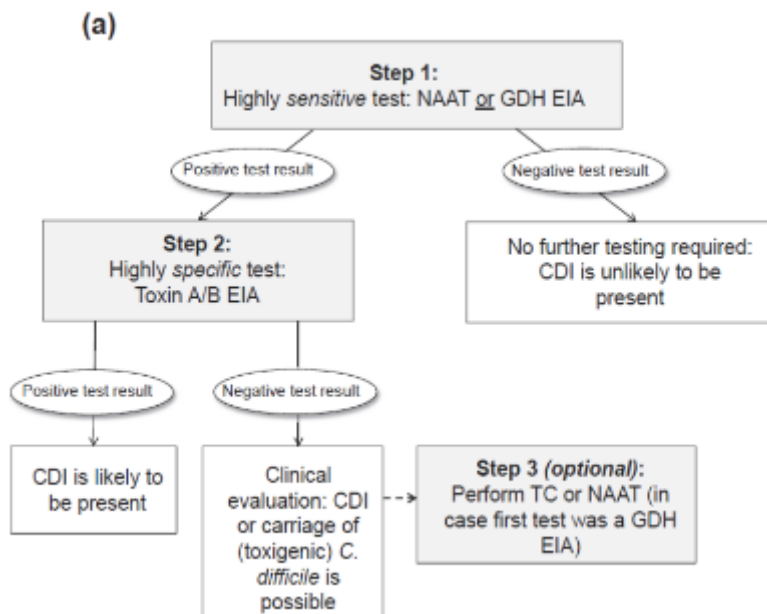 (a)
Step 1:
Highly sensitive test: NAAT or GDH EIA
Positive test result
Negative test result
Step 2:
Highly specific test:
Toxin A/B EIA
No further testing required:
CDI is unlikely to be
present
Positive test result
Negative test result
CDI is likely to
be present
Clinical
evaluation: CDI
or carriage of
(toxigenic) C.
difficile is
possible
Step 3 (optional):
Perform TC or NAAT (in
case first test was a GDH
EIA)